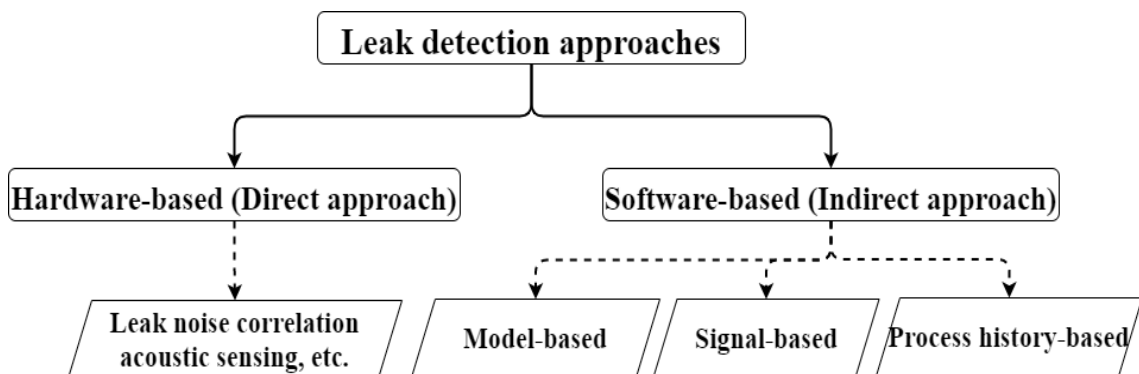 Leak detection approaches
Hardware-based (Direct approach)
Software-based (Indirect approach)
Leak noise correlation
acoustic sensing, etc.
Model-based
Signal-based
Process history-based